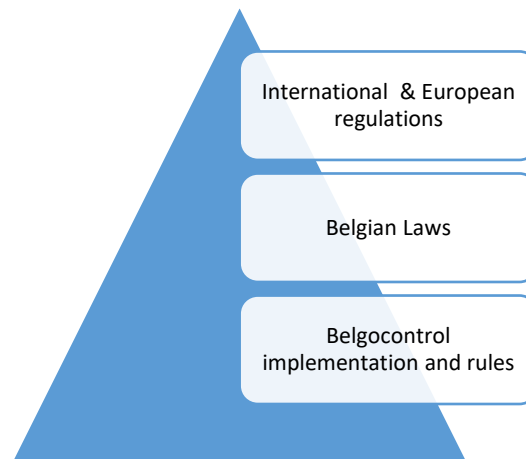 International & European
regulations
Belgian Laws
Belgocontrol
implementation and rules